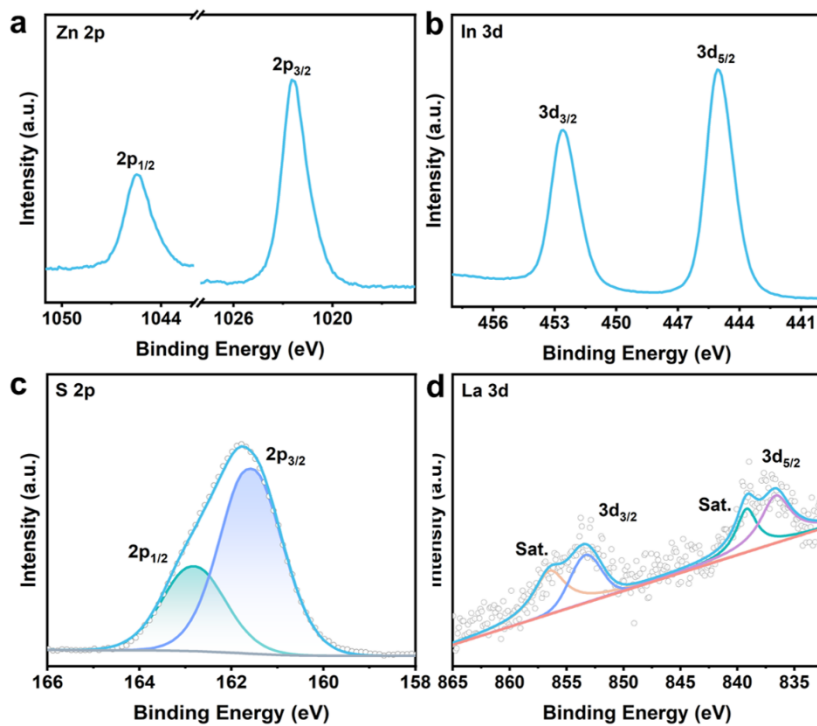 a
Zn 2p
2p1/2
2p3/2
Intensity (a.u.)
1050 1044 1026 1020
Binding Energy (eV)
b
In 3d
3d3/2
3d5/2
Intensity (a.u.)
456 453 450 447 444 441
Binding Energy (eV)
c
S 2p
2p1/2
2p3/2
Intensity (a.u.)
166 164 162 160 158
Binding Energy (eV)
d
La 3d
Sat.
3d3/2
Sat.
3d5/2
Intensity (a.u.)
865 860 855 850 845 840 835
Binding Energy (eV)